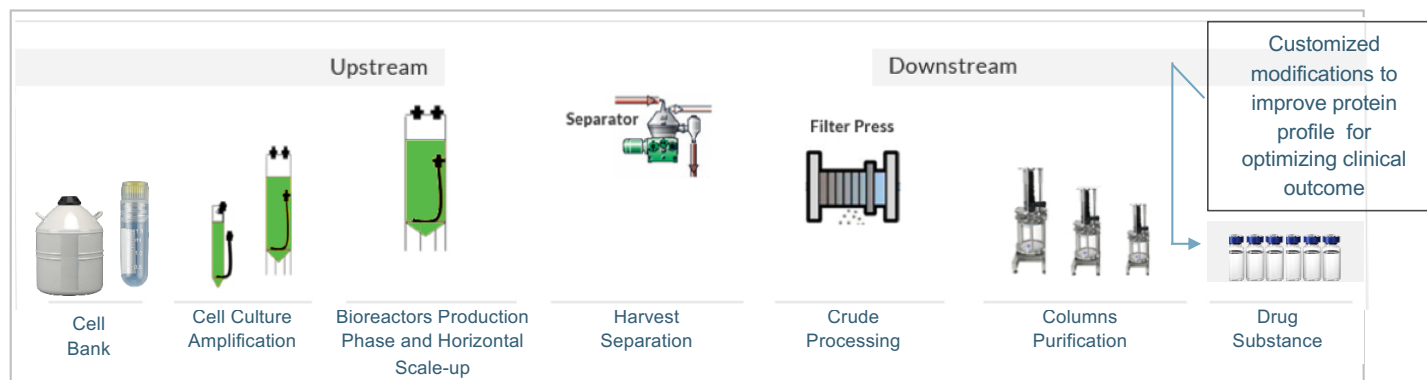 Upstream
Downstream
Customized
modifications to
improve protein
profile for
optimizing clinical
outcome
Separator
Filter Press
Cell
Bank
Cell Culture
Amplification
Bioreactors Production
Phase and Horizontal
Scale-up
Harvest
Separation
Crude
Processing
Columns
Purification
Drug
Substance